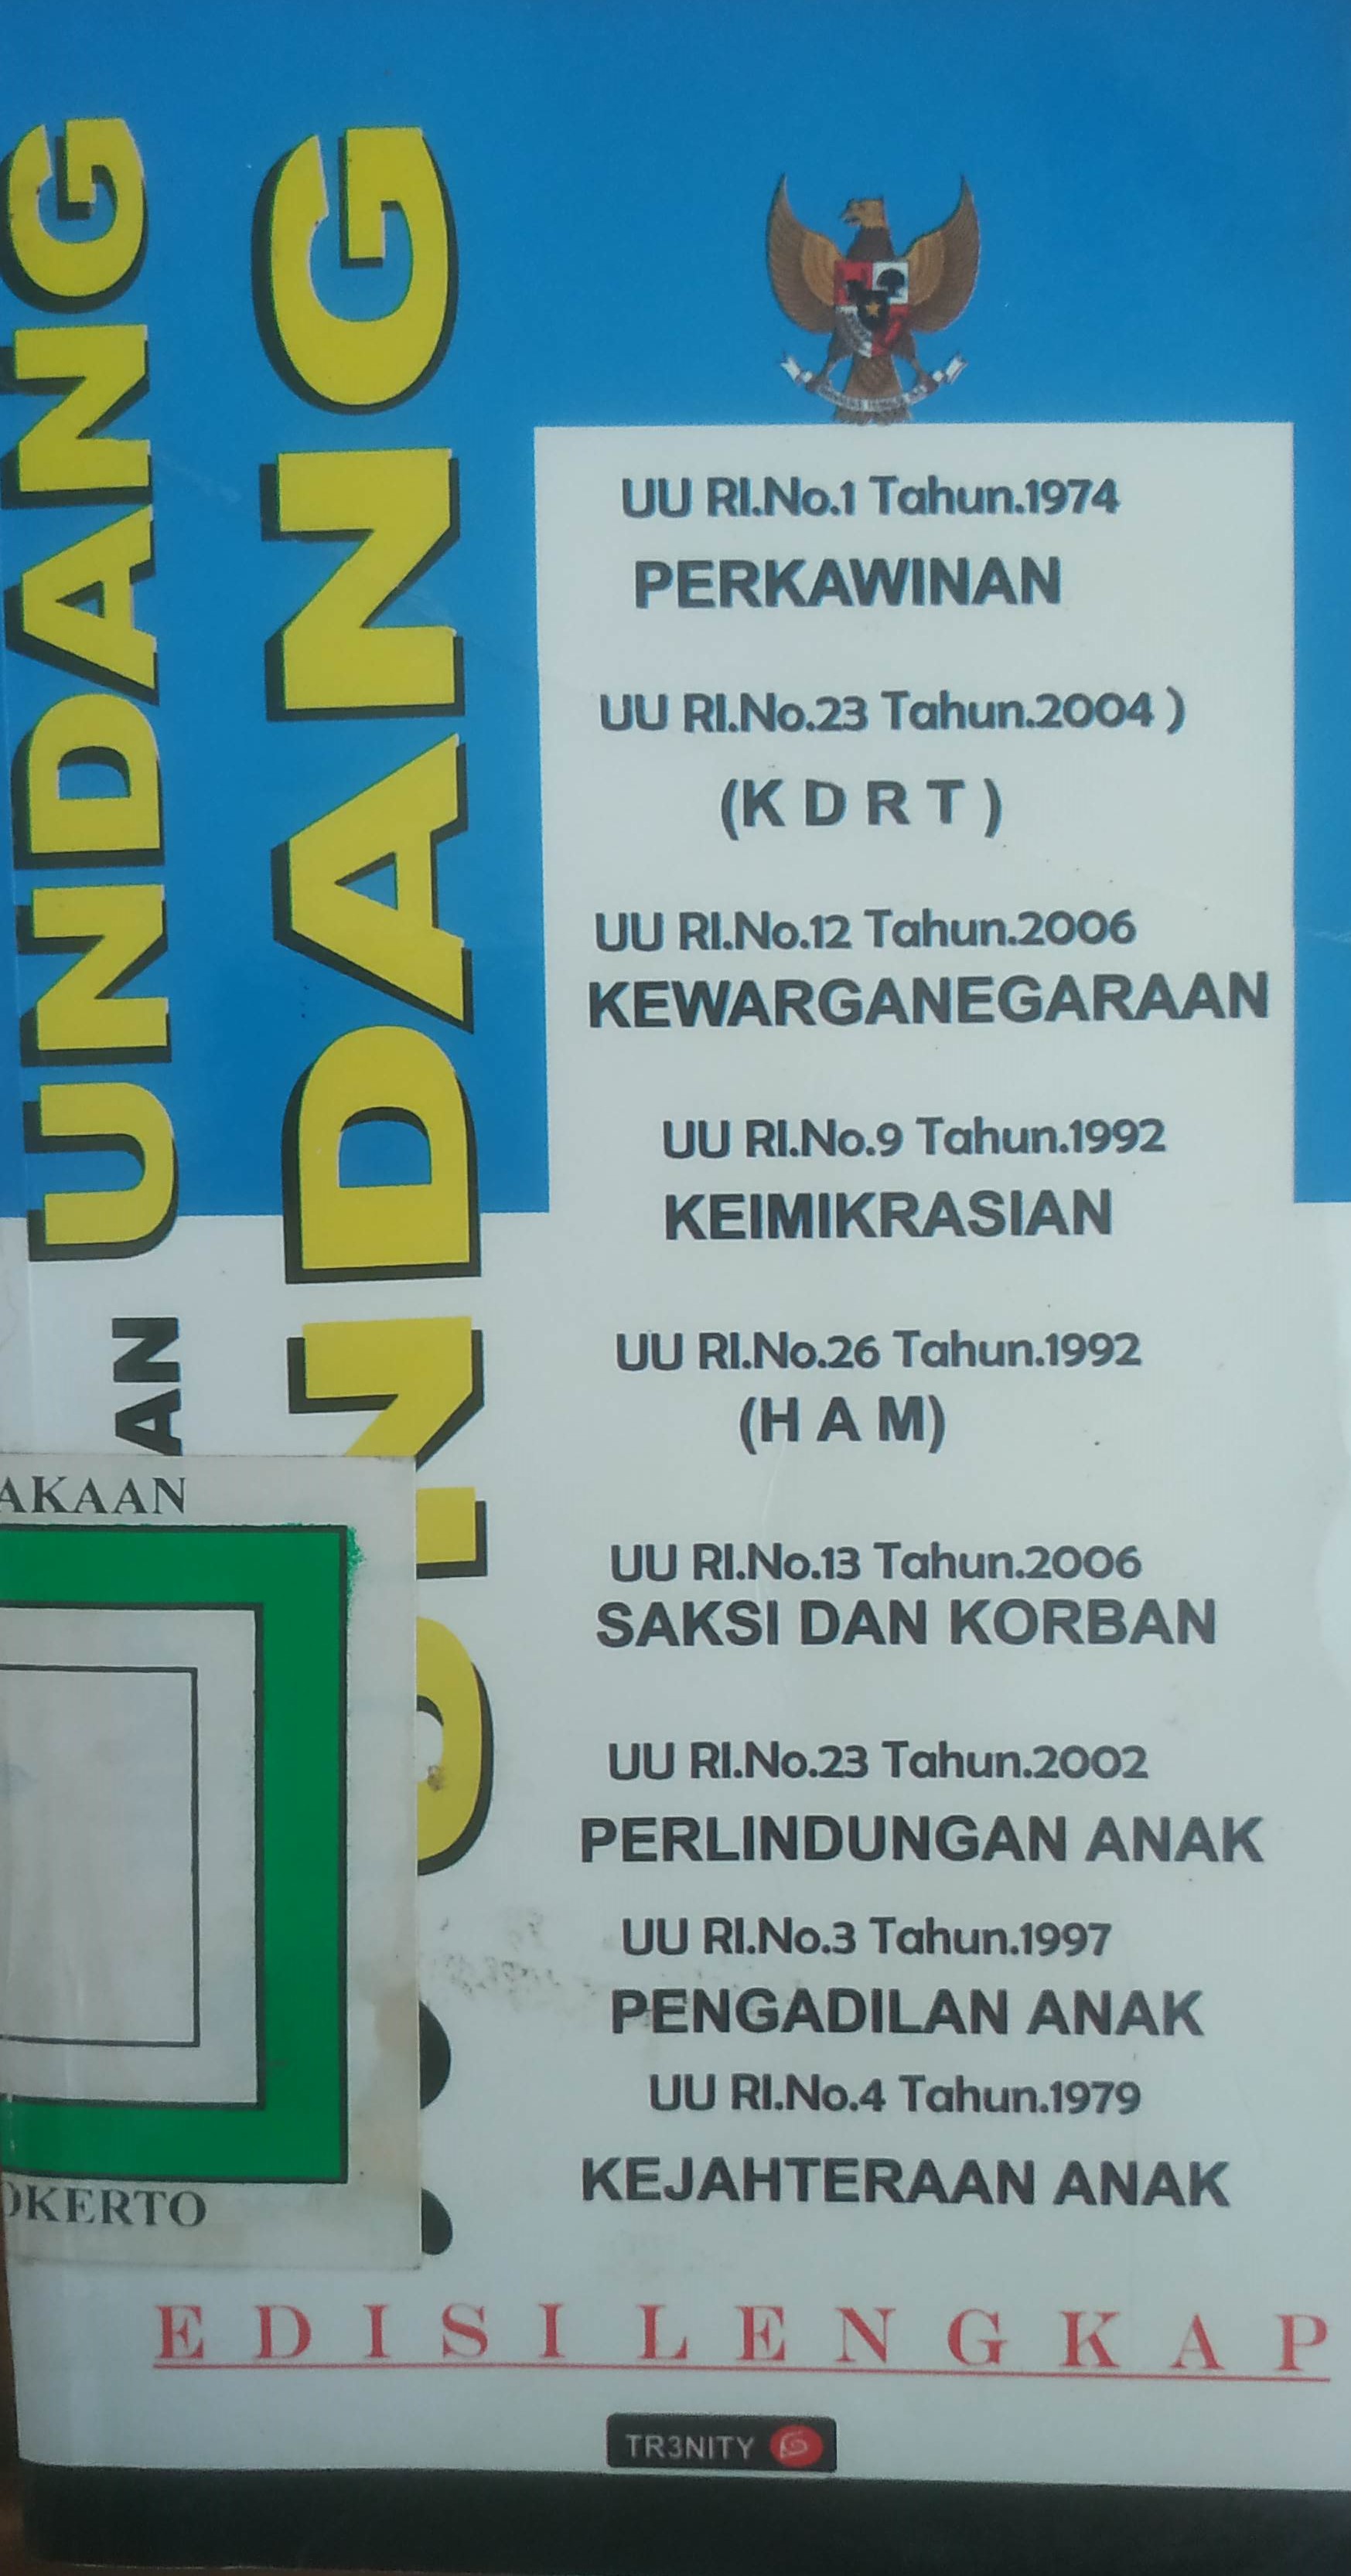 UNDANG
UNDANG
AN
UU RI.No.1 Tahun.1974
PERKAWINAN
UU RI.No.23 Tahun.2004 )
(K D R T )
UU RI.No.12 Tahun.2006
KEWARGANEGARAAN
UU RI.No.9 Tahun.1992
KEIMIKRASIAN
UU RI.No.26 Tahun.1992
(H A M)
UU RI.No.13 Tahun.2006
SAKSI DAN KORBAN
UU RI.No.23 Tahun.2002
PERLINDUNGAN ANAK
UU RI.No.3 Tahun.1997
PENGADILAN ANAK
UU RI.No.4 Tahun.1979
KEJAHTERAAN ANAK
AKAAN
OKERTO
E D I S I L E N G K A P
TR3NITY